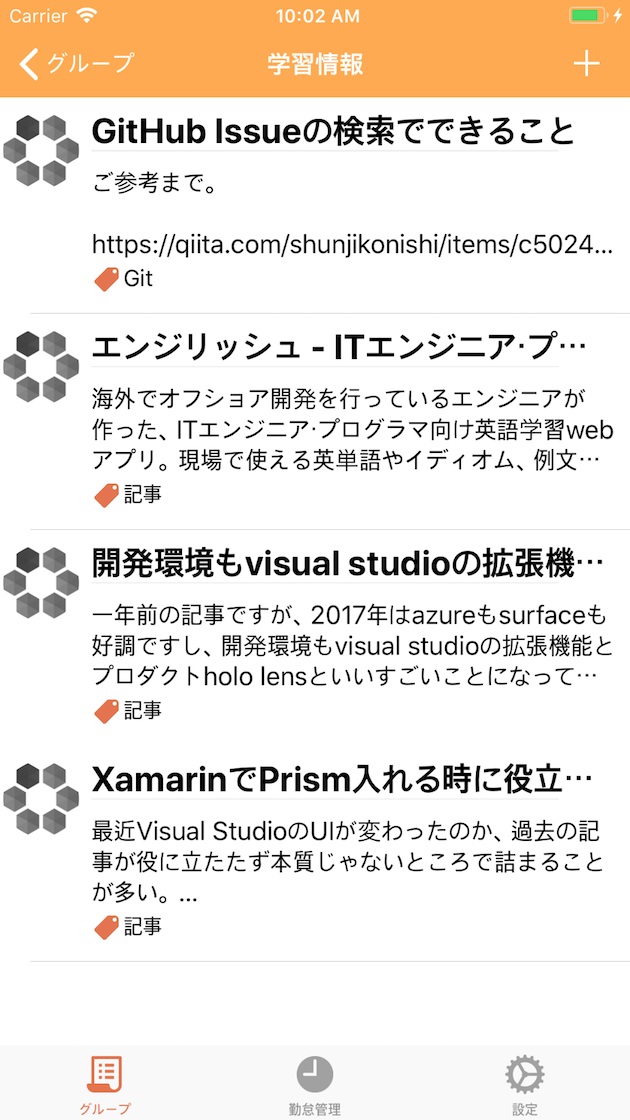 Carrier 10:02 AM
グループ 学習情報
GitHub Issueの検索でできること
ご参考まで。
https://qiita.com/shunjikonishi/items/c5024...
Git
エンジリッシュ - ITエンジニア·プ…
海外でオフショア開発を行っているエンジニアが
作った、ITエンジニア·プログラマ向け英語学習web
アプリ。現場で使える英単語やイディオム、例文…
記事
開発環境もvisual studioの拡張機…
一年前の記事ですが、2017年はazureもsurfaceも
好調ですし、開発環境もvisual studioの拡張機能と
プロダクトholo lensといいすごいことになって…
記事
XamarinでPrism入れる時に役立…
最近Visual StudioのUIが変わったのか、過去の記
事が役に立たたず本質じゃないところで詰まること
が多い。...
記事
グループ 勤怠管理 設定